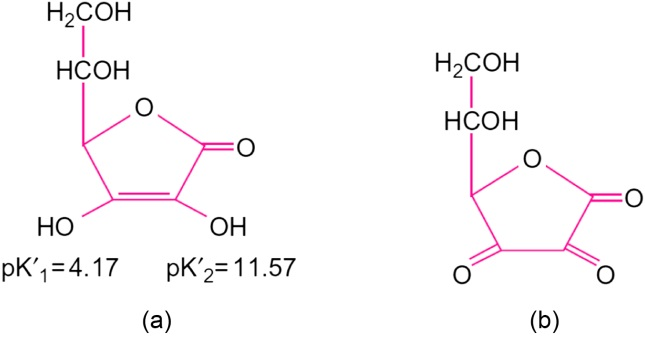 H₂COH
HCOH
O
O
HO
OH
pK′₁=4.17 pK′₂=11.57
(a)
H₂COH
HCOH
O
O
O
O
(b)